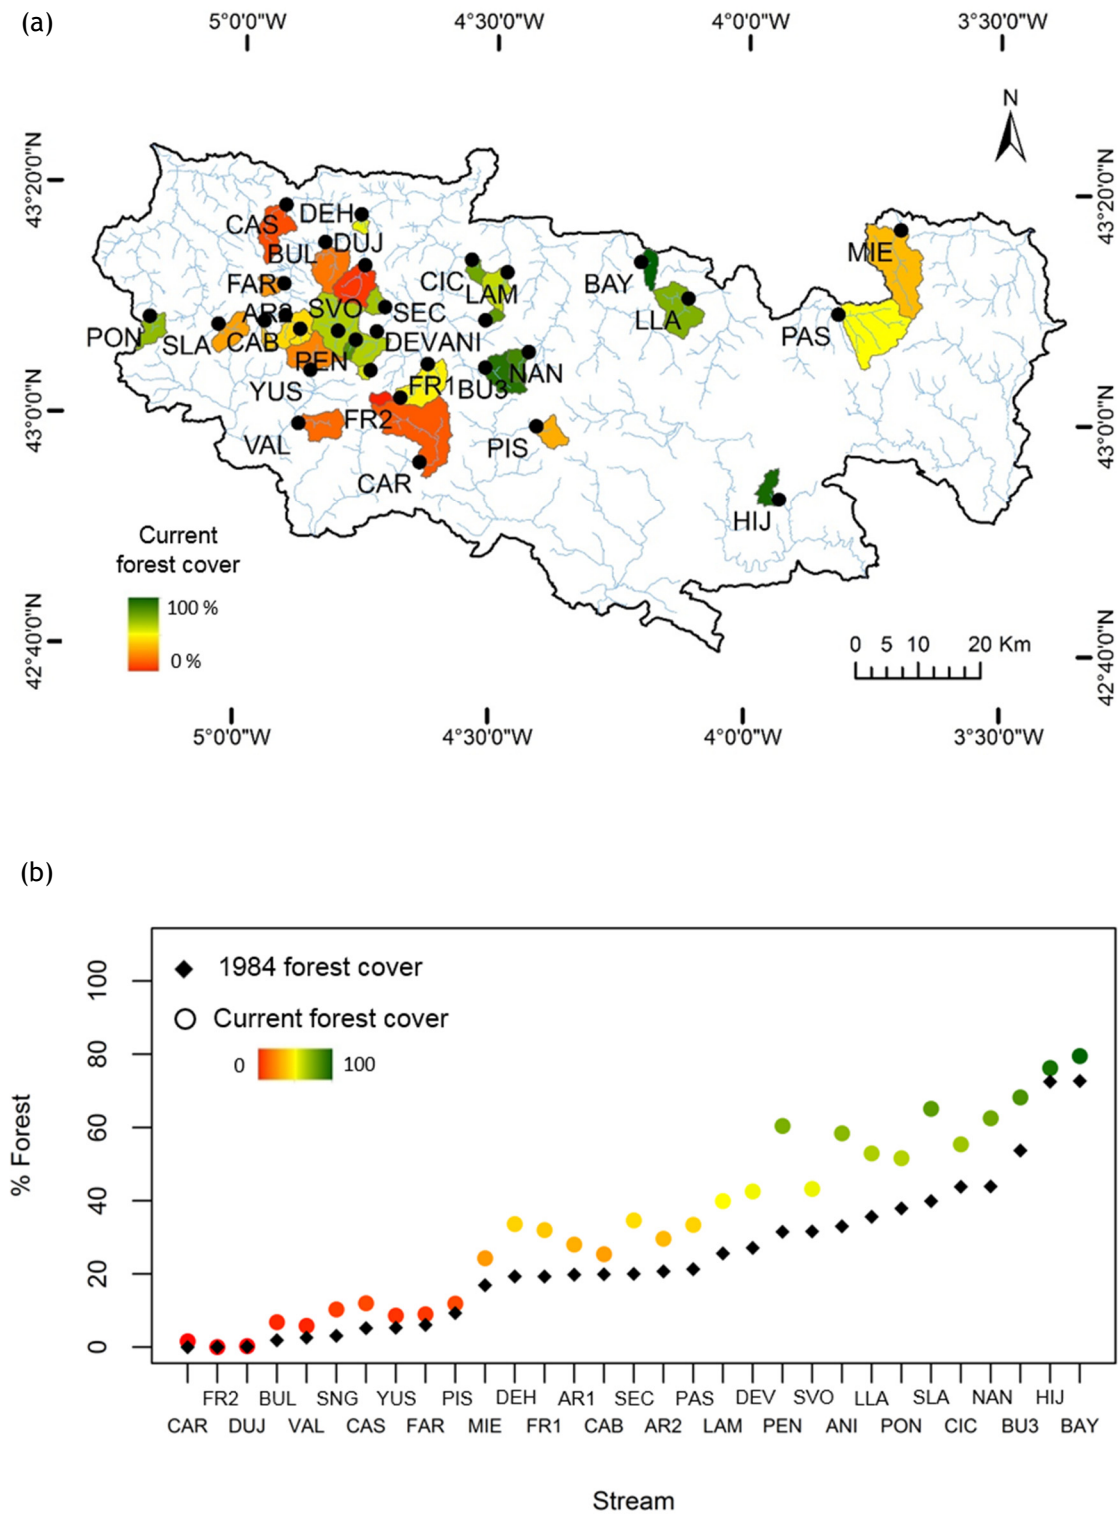 (a)
5°0'0"W 4°30'0"W 4°0'0"W 3°30'0"W
N
43°20'0"N
43°20'0"N
CAS
DEH
BUL
DUJ
MIE
FAR
CIC
LAM
BAY
AR2
SVO
SEC
LLA
PON
SLA
CAB
DEVANI
PAS
PEN
YUS
FR1
BU3
NAN
43°0'0"N
43°0'0"N
FR2
VAL
PIS
CAR
HIJ
Current
forest cover
100 %
0 %
42°40'0"N
42°40'0"N
0 5 10 20 Km
5°0'0"W 4°30'0"W 4°0'0"W 3°30'0"W
(b)
1984 forest cover
Current forest cover
0 100
% Forest
100
80
60
40
20
0
FR2 BUL SNG YUS PIS DEH AR1 SEC PAS DEV SVO LLA SLA NAN HIJ
CAR DUJ VAL CAS FAR MIE FR1 CAB AR2 LAM PEN ANI PON CIC BU3 BAY
Stream